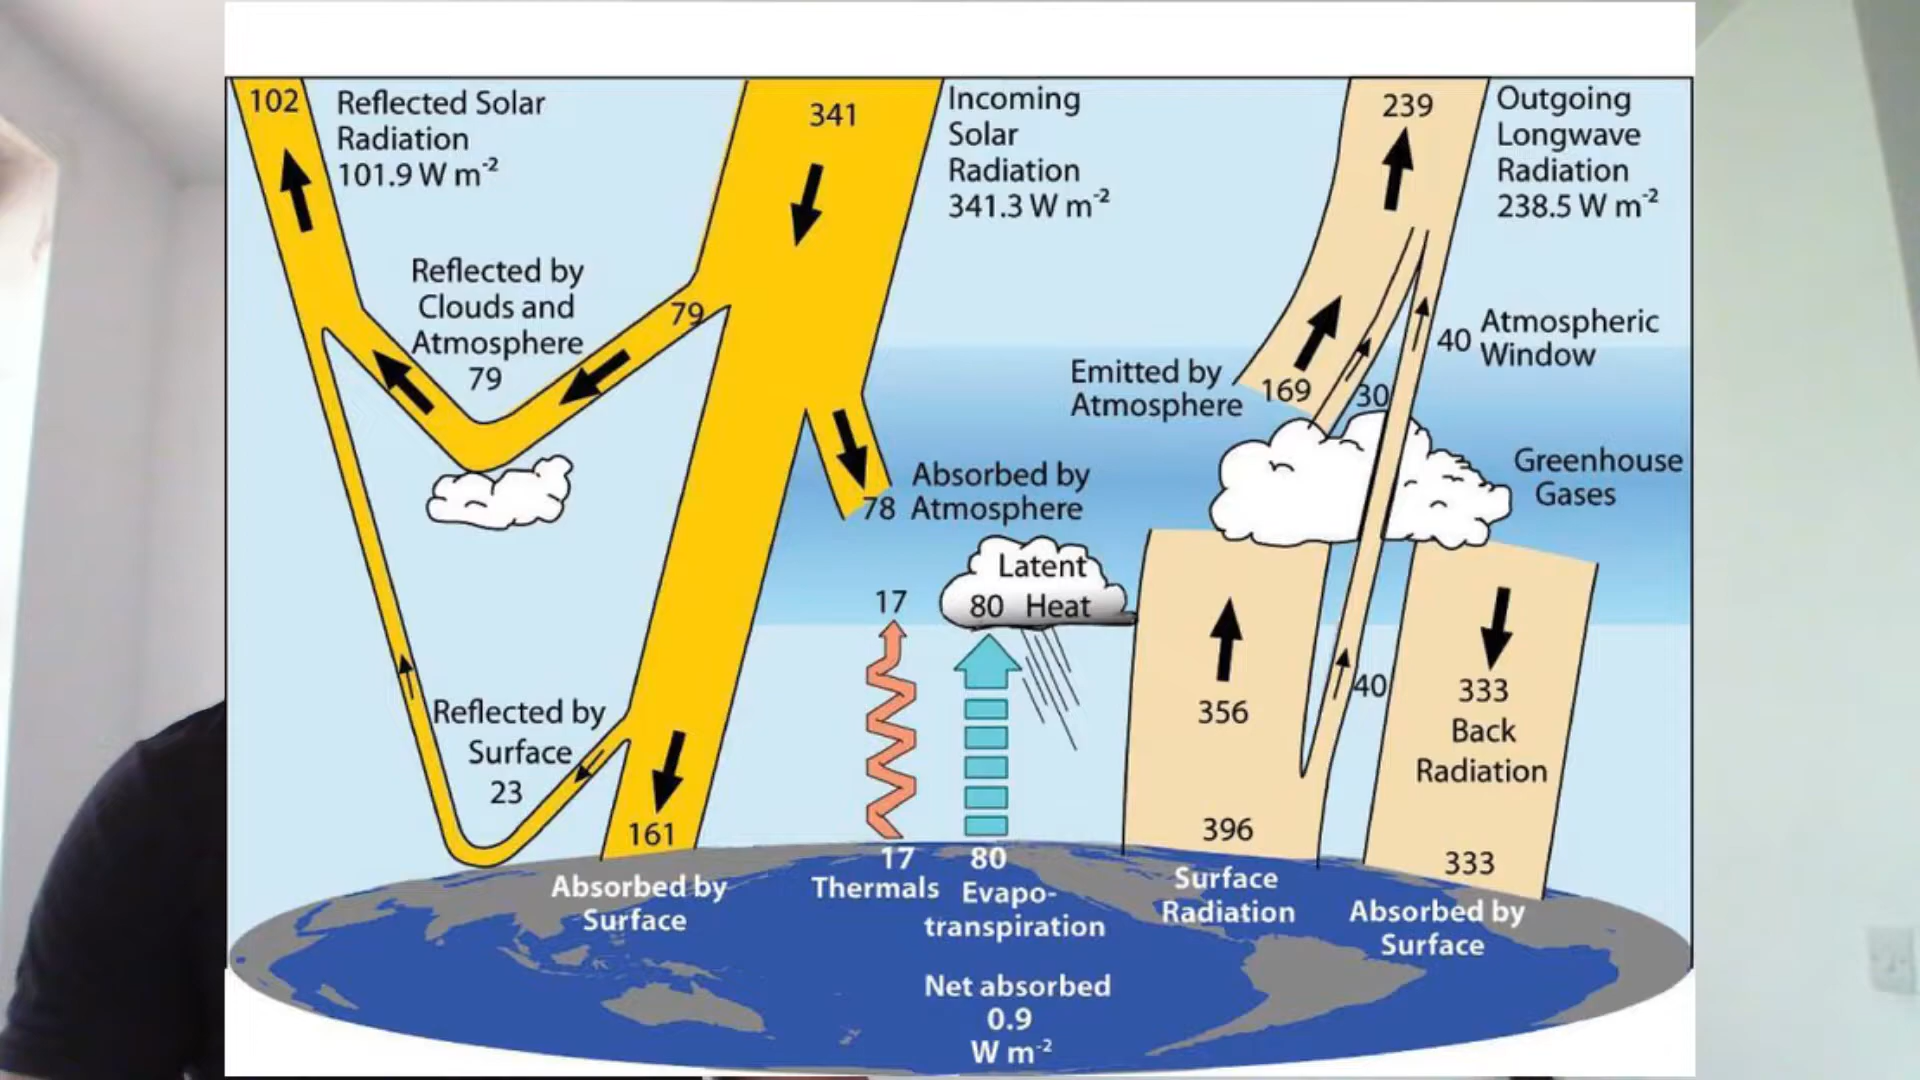 102
Reflected Solar
Radiation
101.9 W m⁻²
341
Incoming
Solar
Radiation
341.3 W m⁻²
239
Outgoing
Longwave
Radiation
238.5 W m⁻²
Reflected by
Clouds and
Atmosphere
79
79
Emitted by
Atmosphere
169
30
40
Atmospheric
Window
Absorbed by
Atmosphere
78
Greenhouse
Gases
17
Latent
80 Heat
Reflected by
Surface
23
161
356
40
333
Back
Radiation
396
333
Absorbed by
Surface
17
Thermals
80
Evapo-
transpiration
Surface
Radiation
Absorbed by
Surface
Net absorbed
0.9
W m⁻²